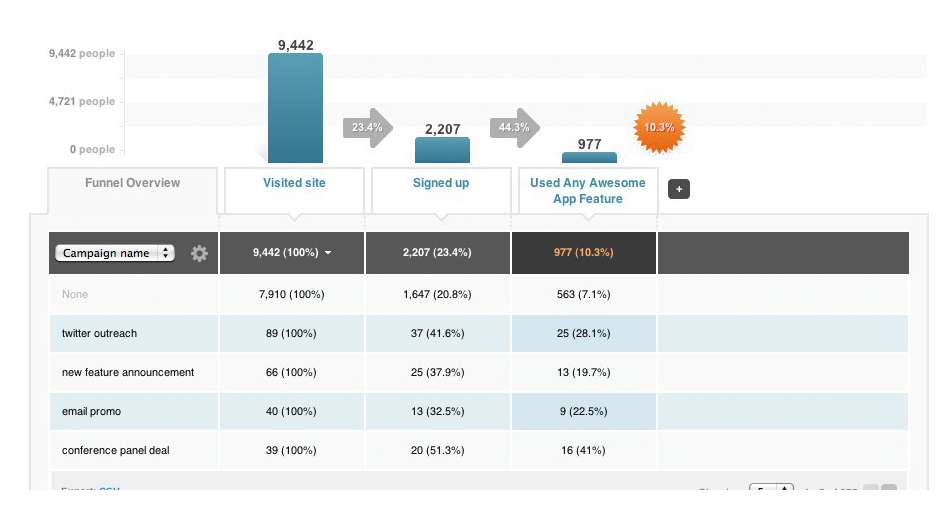 9,442
9,442 people
4,721 people
23.4%
2,207
44.3%
977
10.3%
0 people
Funnel Overview
Visited site
Signed up
Used Any Awesome
App Feature
+
Campaign name
9,442 (100%)
2,207 (23.4%)
977 (10.3%)
None
7,910 (100%)
1,647 (20.8%)
563 (7.1%)
twitter outreach
89 (100%)
37 (41.6%)
25 (28.1%)
new feature announcement
66 (100%)
25 (37.9%)
13 (19.7%)
email promo
40 (100%)
13 (32.5%)
9 (22.5%)
conference panel deal
39 (100%)
20 (51.3%)
16 (41%)
Export: CSV